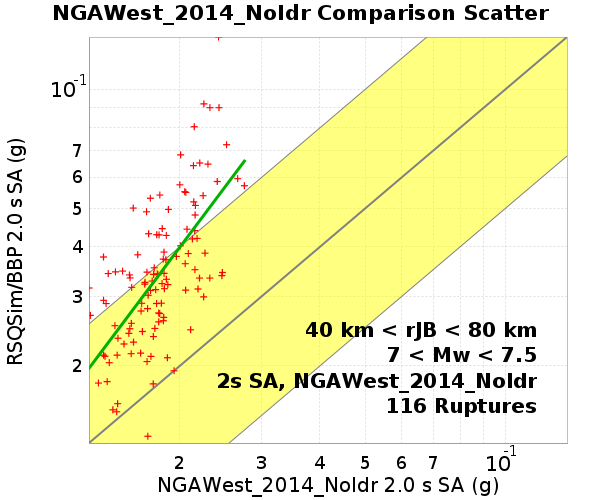 NGAWest_2014_NoIdr Comparison Scatter
RSQSim/BBP 2.0 s SA (g)
10-1
7
6
5
4
3
2
40 km < rJB < 80 km
7 < Mw < 7.5
2s SA, NGAWest_2014_NoIdr
116 Ruptures
2 3 4 5 6 7 10-1
NGAWest_2014_NoIdr 2.0 s SA (g)